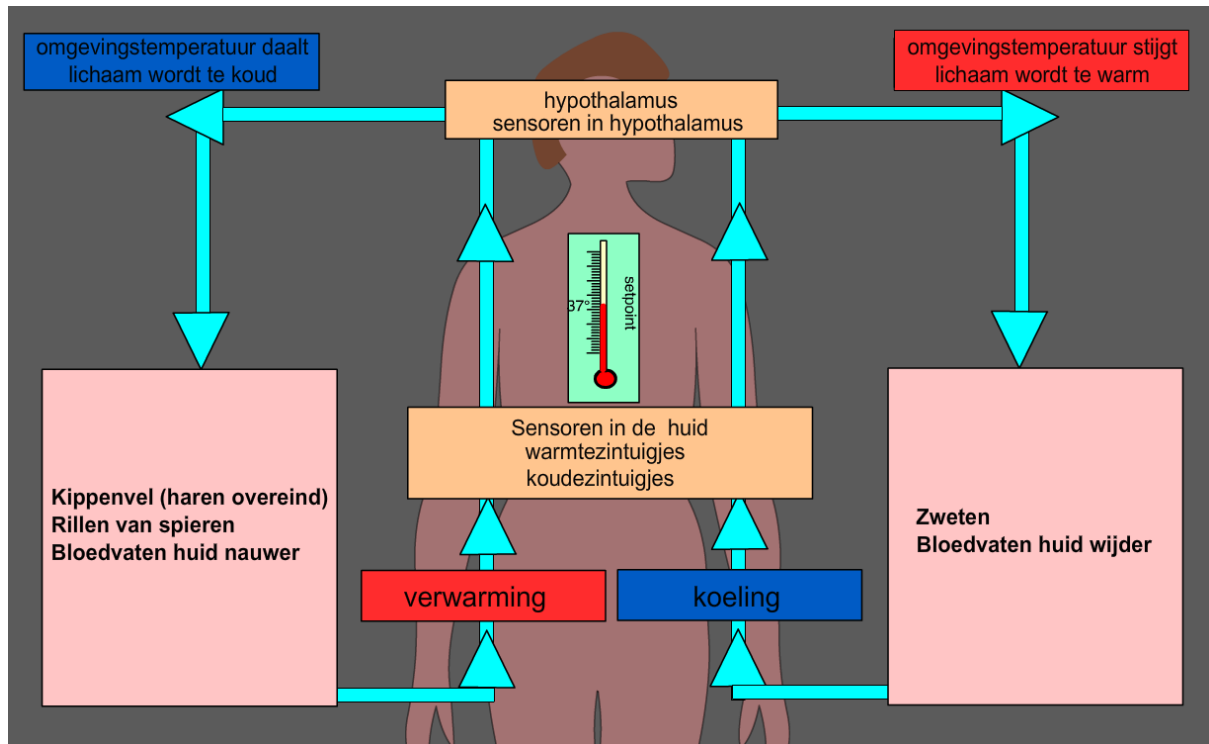 omgevingstemperatuur daalt
lichaam wordt te koud
omgevingstemperatuur stijgt
lichaam wordt te warm
hypothalamus
sensoren in hypothalamus
37°
setpoint
Sensoren in de huid
warmtezintuigjes
koudezintuigjes
Kippenvel (haren overeind)
Rillen van spieren
Bloedvaten huid nauwer
Zweten
Bloedvaten huid wijder
verwarming
koeling